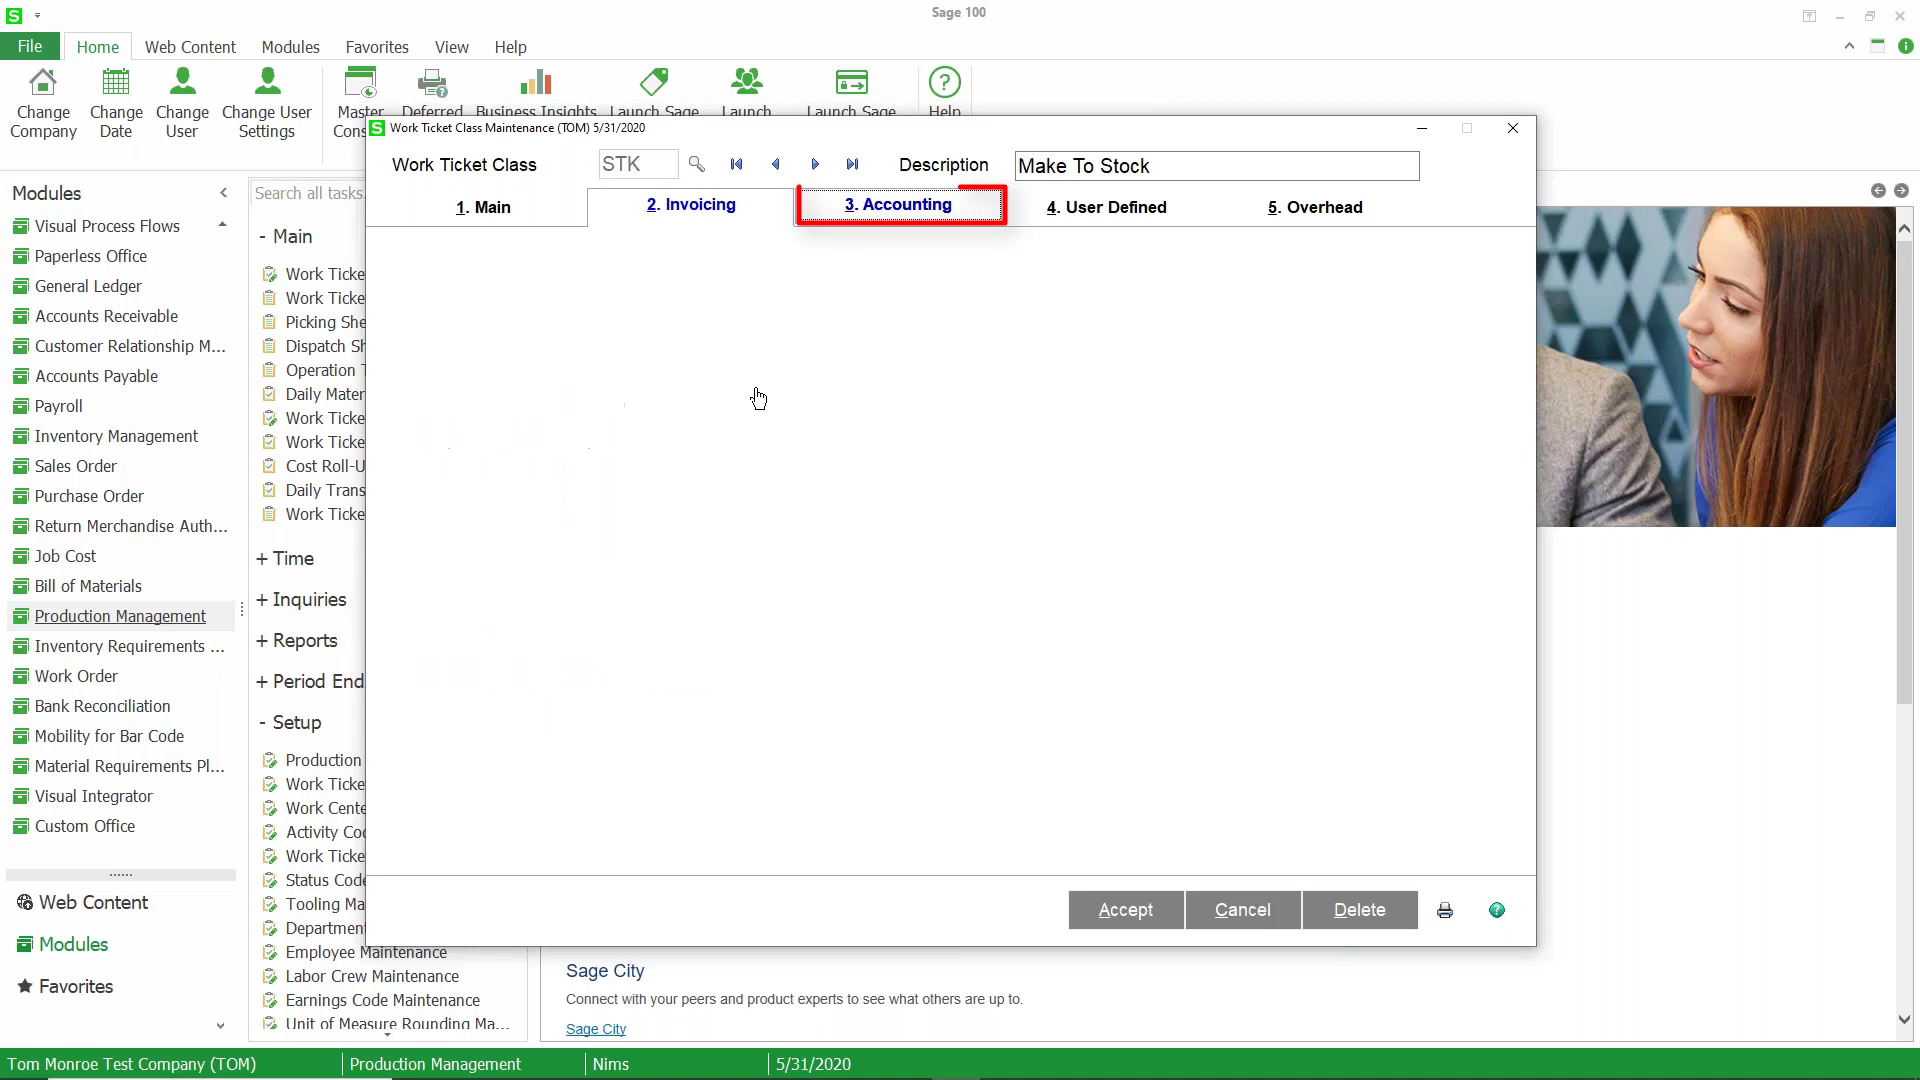 S
Sage 100
File
Home
Web Content
Modules
Favorites
View
Help
Change
Company
Change
Date
Change
User
Change User
Settings
Master
Cons
Deferred
Business Insights
Launch Sage
Launch
Launch Sage
Help
S Work Ticket Class Maintenance (TOM) 5/31/2020
Work Ticket Class
STK
Description
Make To Stock
1. Main
2. Invoicing
3. Accounting
4. User Defined
5. Overhead
Accept
Cancel
Delete
Modules
Visual Process Flows
Paperless Office
General Ledger
Accounts Receivable
Customer Relationship M...
Accounts Payable
Payroll
Inventory Management
Sales Order
Purchase Order
Return Merchandise Auth...
Job Cost
Bill of Materials
Production Management
Inventory Requirements ...
Work Order
Bank Reconciliation
Mobility for Bar Code
Material Requirements Pl...
Visual Integrator
Custom Office
Web Content
Modules
Favorites
Search all tasks
- Main
Work Ticke
Work Ticke
Picking She
Dispatch Sh
Operation T
Daily Mater
Work Ticke
Work Ticke
Cost Roll-U
Daily Trans
Work Ticke
+ Time
+ Inquiries
+ Reports
+ Period End
- Setup
Production
Work Ticke
Work Cente
Activity Cod
Work Ticke
Status Code
Tooling Ma
Department
Employee Maintenance
Labor Crew Maintenance
Earnings Code Maintenance
Unit of Measure Rounding Ma...
Sage City
Connect with your peers and product experts to see what others are up to.
Sage City
Tom Monroe Test Company (TOM)
Production Management
Nims
5/31/2020